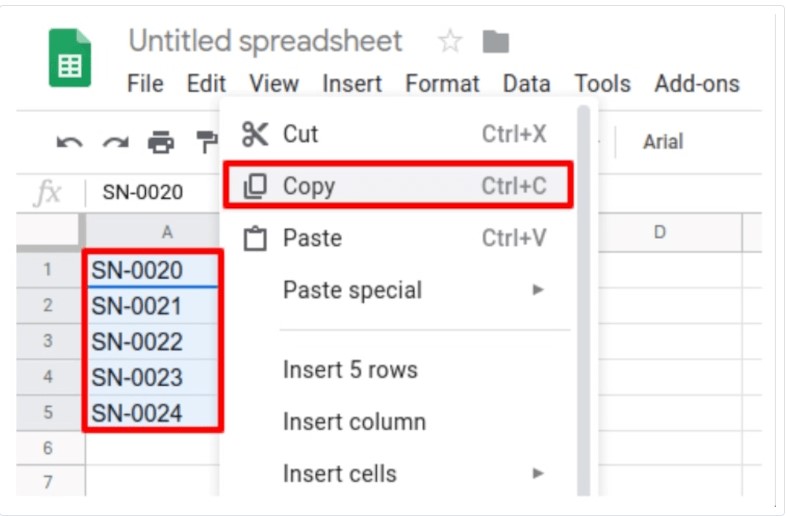 Untitled spreadsheet
File Edit View Insert Format Data Tools Add-ons
Arial
fx SN-0020
A D
Cut Ctrl+X
Copy Ctrl+C
Paste Ctrl+V
Paste special
Insert 5 rows
Insert column
Insert cells
1 SN-0020
2 SN-0021
3 SN-0022
4 SN-0023
5 SN-0024
6
7